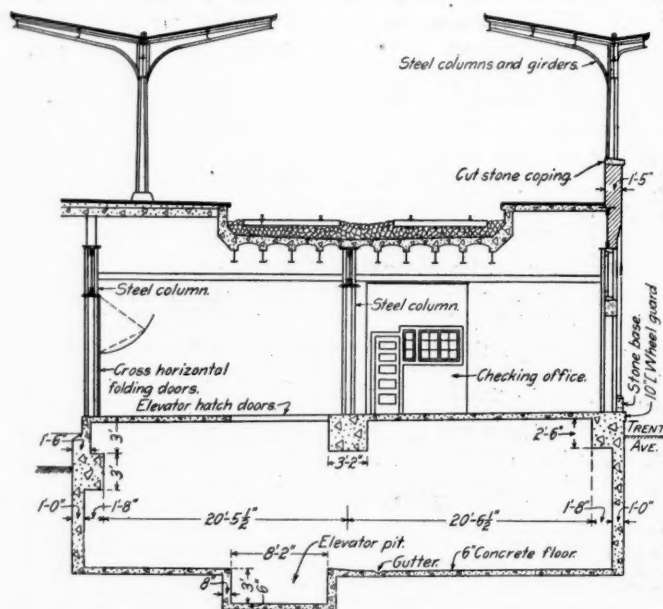 Steel columns and girders.
Cut stone coping.
1'-5"
Steel column.
Steel column.
Stone base.
10"[ Wheel guard
Cross horizontal
folding doors.
Checking office.
Elevator hatch doors.
TRENT
AVE.
1'-6"
3'
3'
3'-2"
2'-6"
1'-0"
1'-8"
20'-5½"
20'-6½"
1'-8"
1'-0"
8'-2"
Elevator pit.
Gutter.
6" Concrete floor.
8"
3'
6"